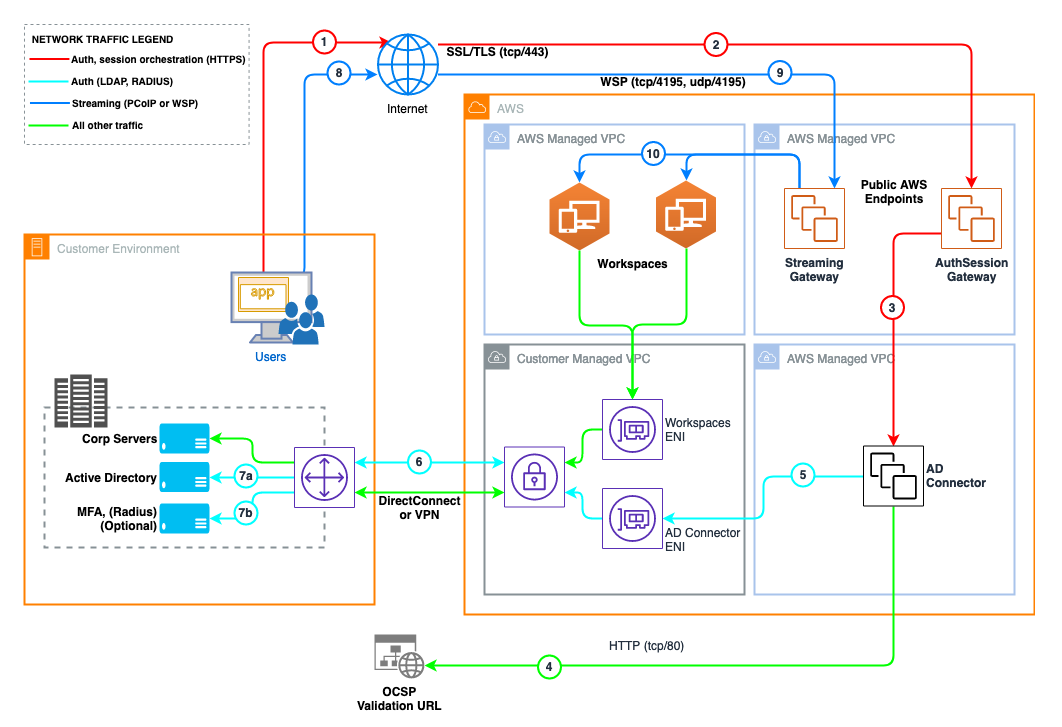 NETWORK TRAFFIC LEGEND
Auth, session orchestration (HTTPS)
Auth (LDAP, RADIUS)
Streaming (PCoIP or WSP)
All other traffic
1
2
SSL/TLS (tcp/443)
8
9
WSP (tcp/4195, udp/4195)
Internet
AWS
AWS Managed VPC
AWS Managed VPC
10
Public AWS
Endpoints
Workspaces
Streaming
Gateway
AuthSession
Gateway
3
Customer Environment
app
Users
Customer Managed VPC
AWS Managed VPC
Workspaces
ENI
Corp Servers
Active Directory
7a
MFA, (Radius)
(Optional)
7b
6
DirectConnect
or VPN
5
AD
Connector
AD Connector
ENI
HTTP (tcp/80)
4
OCSP
Validation URL